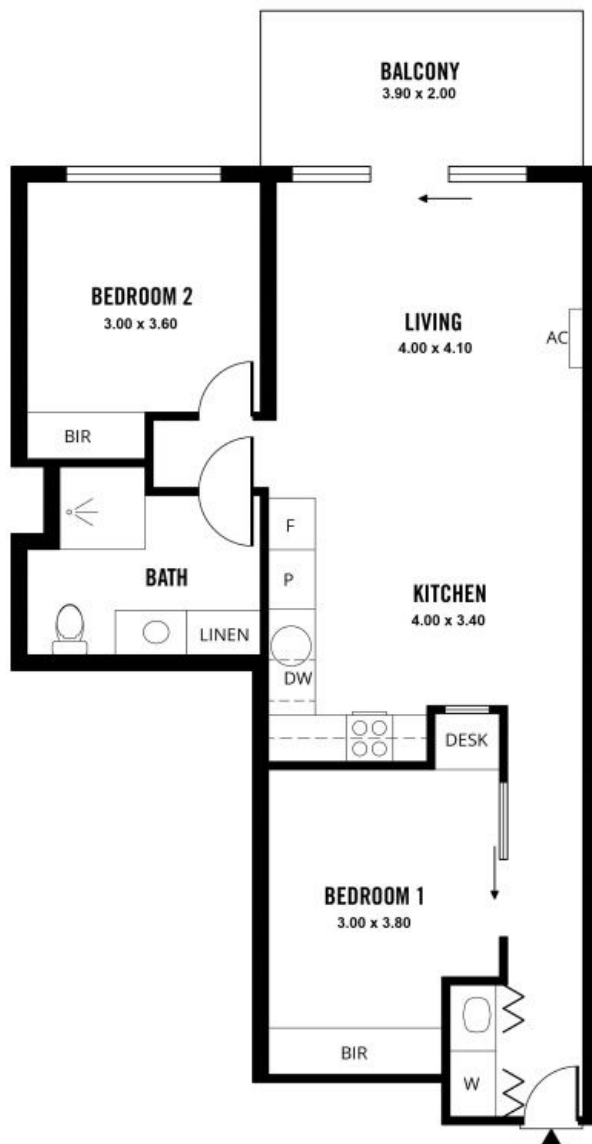 BALCONY
3.90 x 2.00
BEDROOM 2
3.00 x 3.60
LIVING
4.00 x 4.10
AC
BIR
F
BATH
P
KITCHEN
4.00 x 3.40
LINEN
DW
DESK
BEDROOM 1
3.00 x 3.80
BIR
W